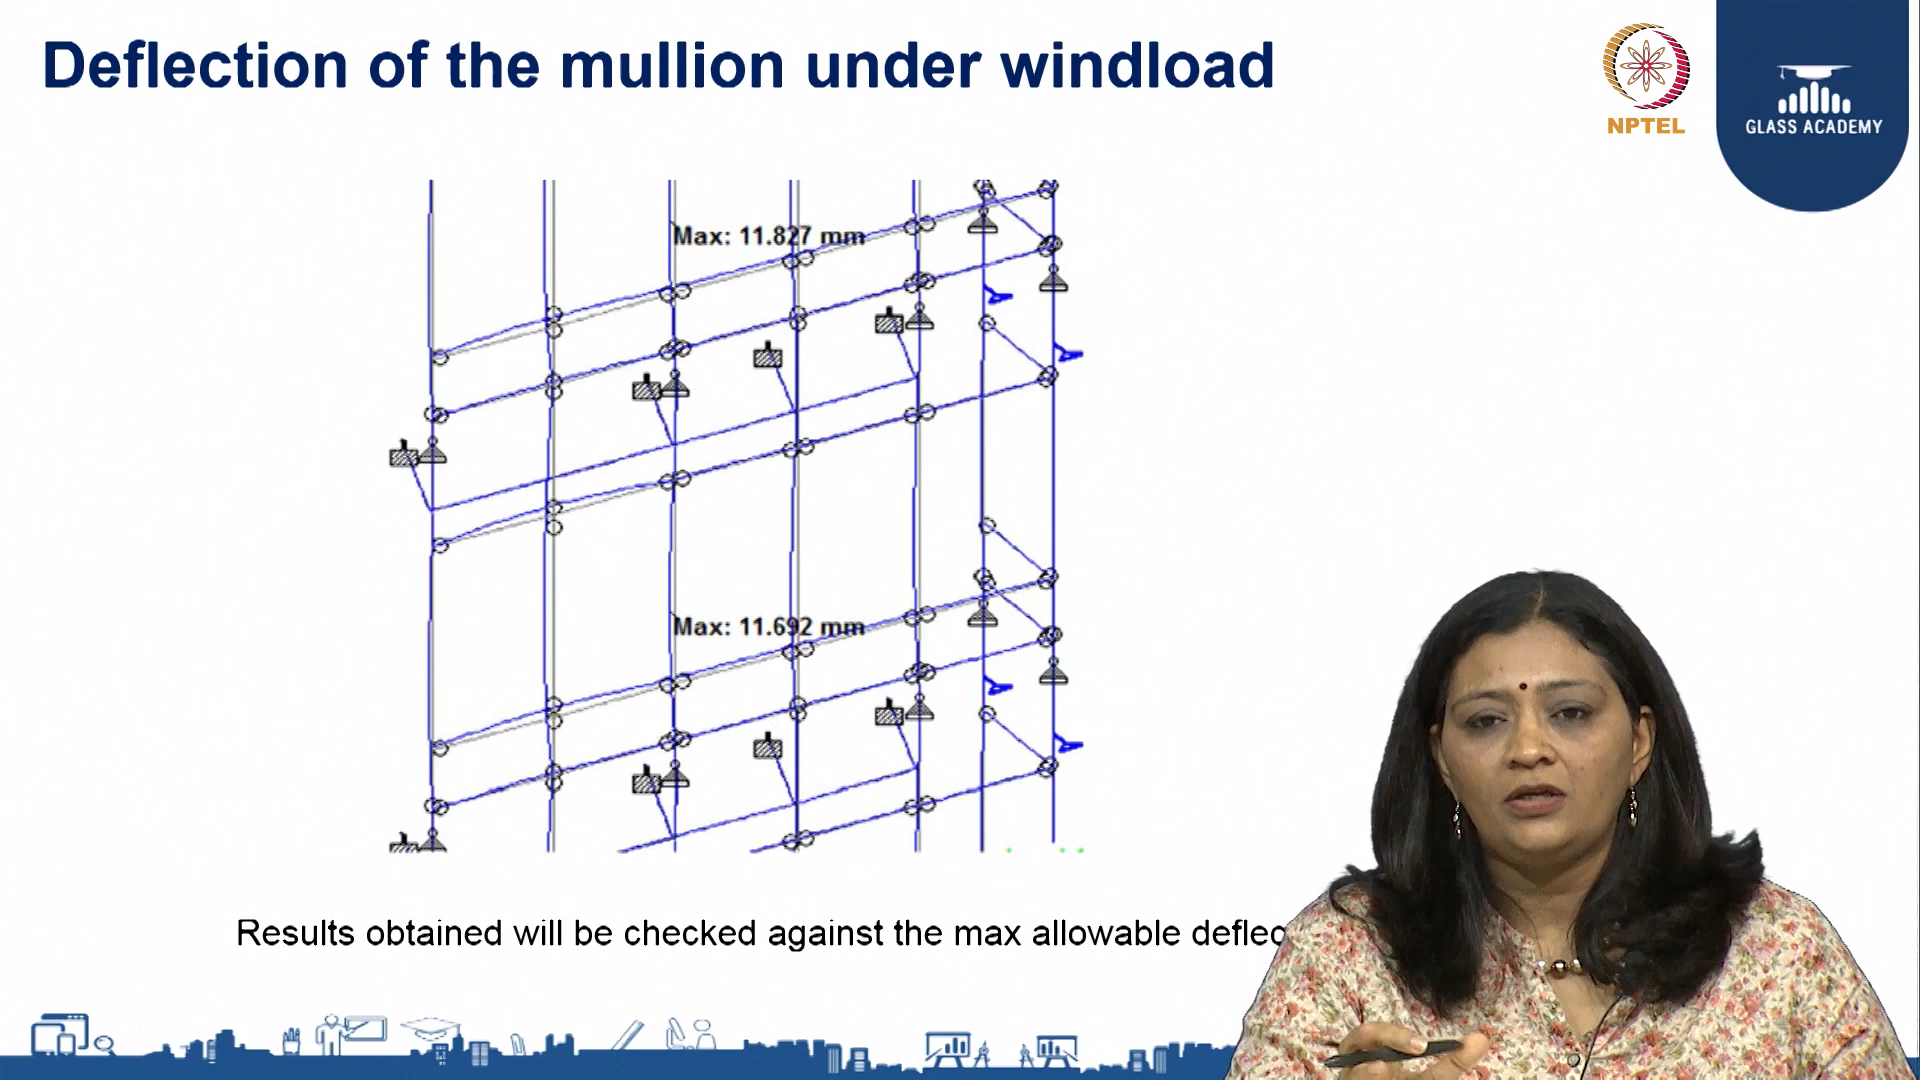 Deflection of the mullion under windload
NPTEL
GLASS ACADEMY
Max: 11.827 mm
Max: 11.692 mm
Results obtained will be checked against the max allowable